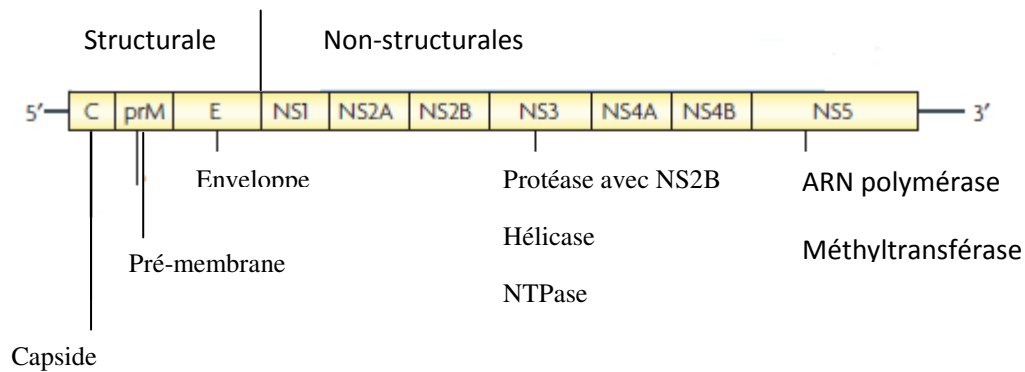 Structurale Non-structurales
5′ C prM E NS1 NS2A NS2B NS3 NS4A NS4B NS5 3′
Enveloppe Protéase avec NS2B ARN polymérase
Hélicase Méthyltransférase
Pré-membrane
NTPase
Capside